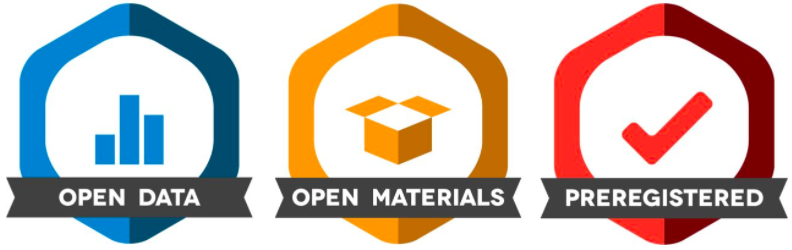 OPEN DATA
OPEN MATERIALS
PREREGISTERED